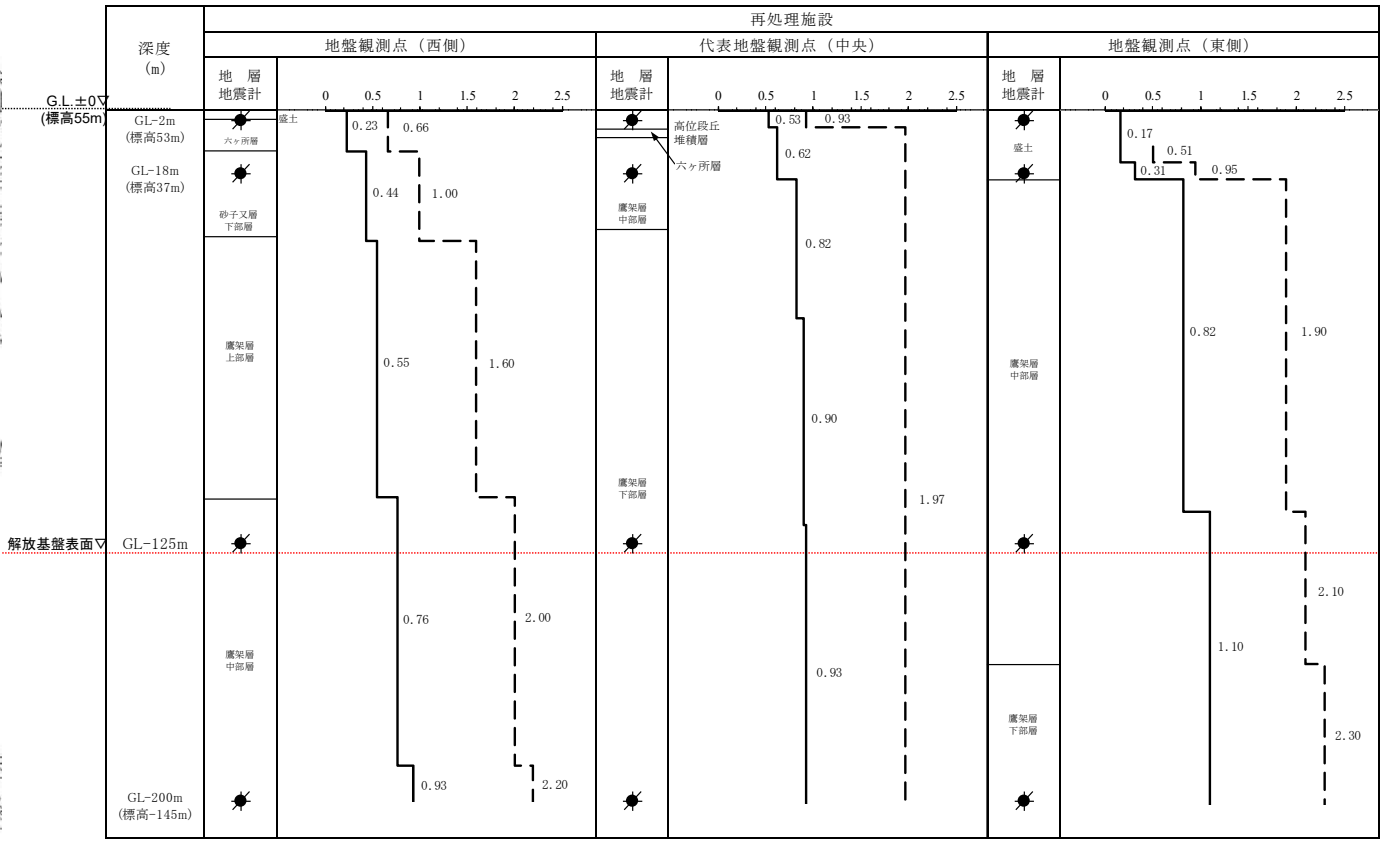 再処理施設
深度
(m)
地盤観測点（西側）
代表地盤観測点（中央）
地盤観測点（東側）
地 層
地震計
0 0.5 1 1.5 2 2.5
地 層
地震計
0 0.5 1 1.5 2 2.5
地 層
地震計
0 0.5 1 1.5 2 2.5
G.L.±0▽
(標高55m)
GL-2m
(標高53m)
GL-18m
(標高37m)
解放基盤表面▽
GL-125m
GL-200m
(標高-145m)
盛土
六ヶ所層
砂子又層
下部層
鷹架層
上部層
鷹架層
中部層
0.23
0.66
0.44
1.00
0.55
1.60
0.76
2.00
0.93
2.20
高位段丘
堆積層
六ヶ所層
鷹架層
中部層
鷹架層
下部層
0.53
0.93
0.62
0.82
0.90
1.97
0.93
盛土
鷹架層
中部層
鷹架層
下部層
0.17
0.51
0.31
0.95
0.82
1.90
2.10
1.10
2.30